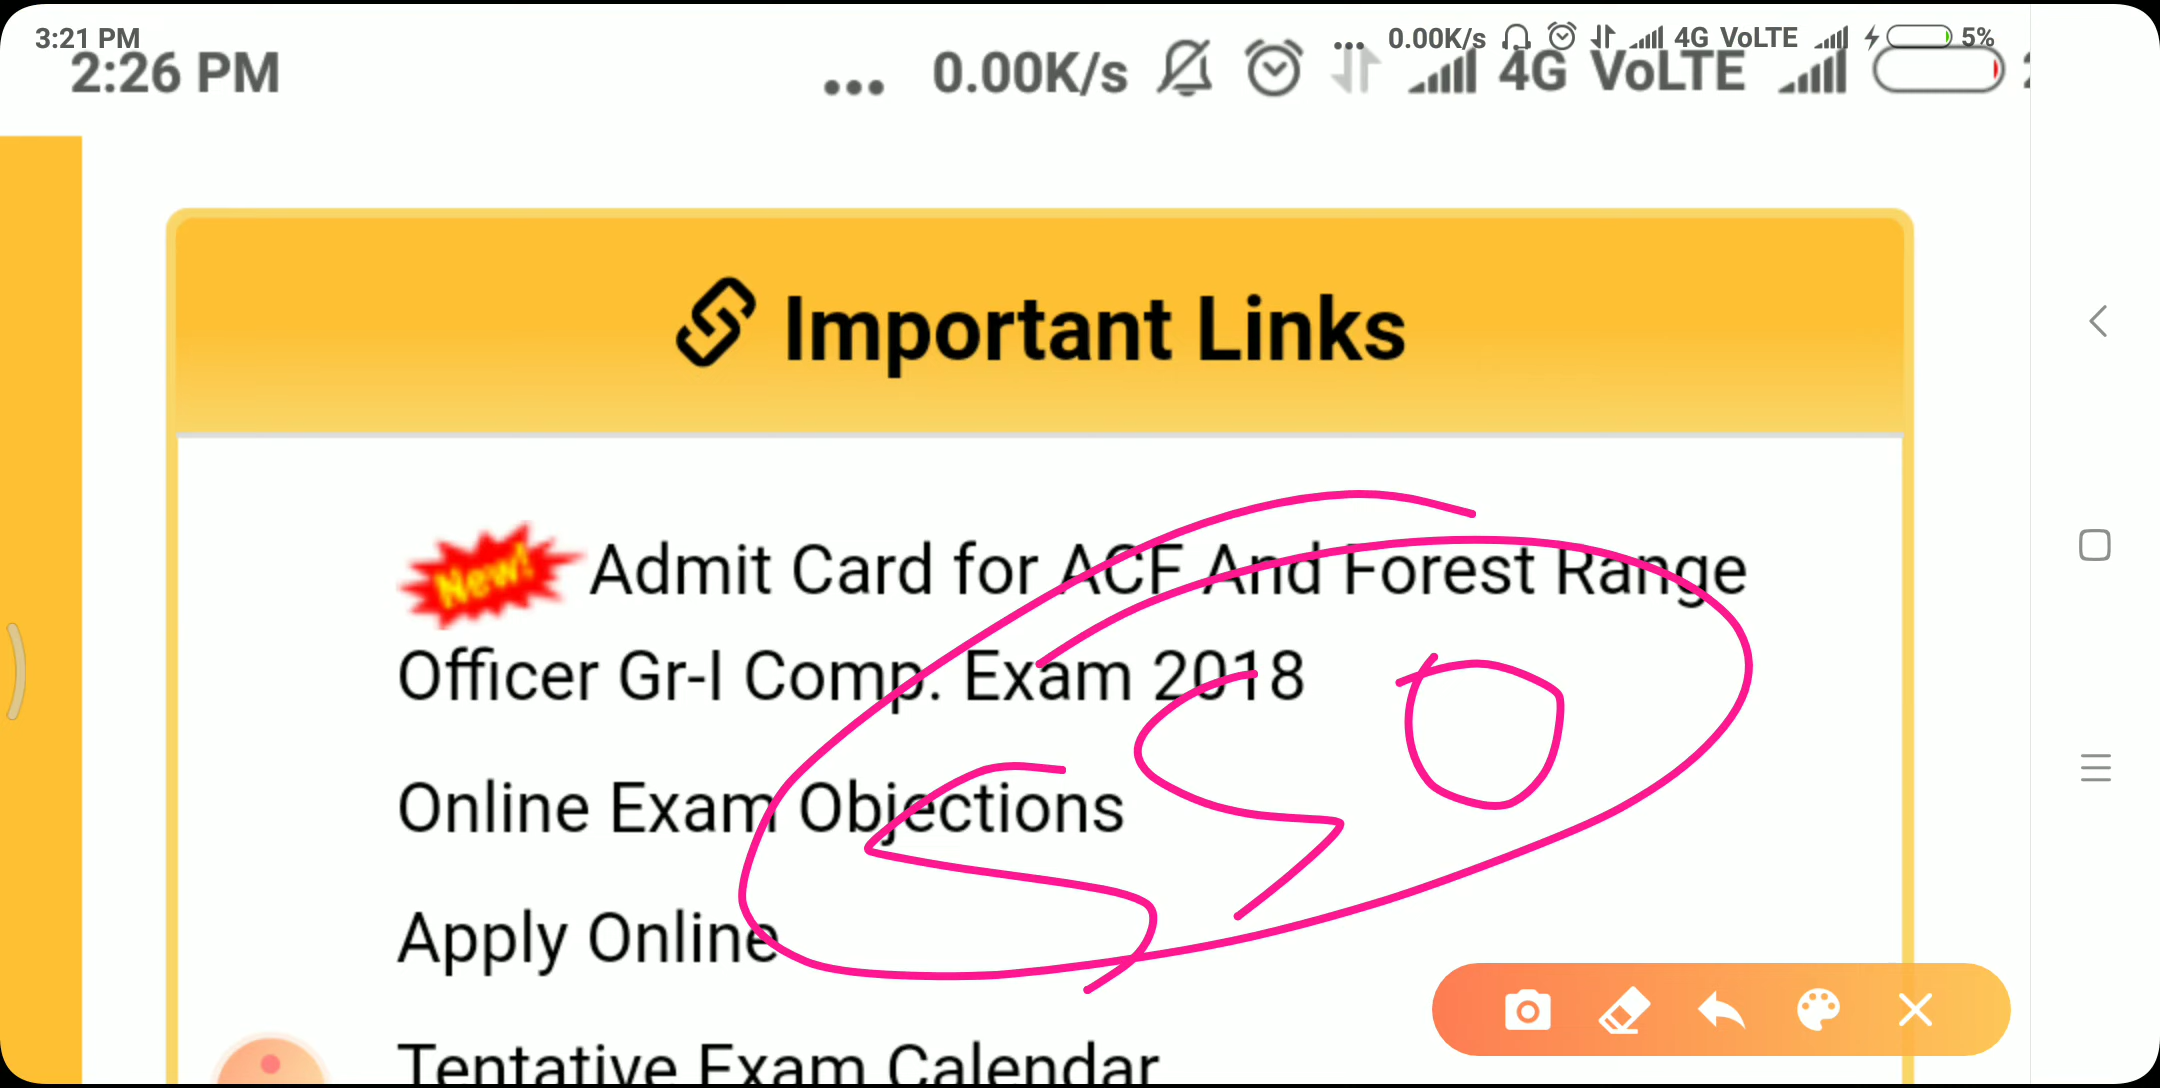 3:21 PM ... 0.00K/s 4G VoLTE 5%
2:26 PM ... 0.00K/s 4G VoLTE
Important Links
New! Admit Card for ACF And Forest Range
Officer Gr-I Comp. Exam 2018
Online Exam Objections
Apply Online
Tentative Exam Calendar